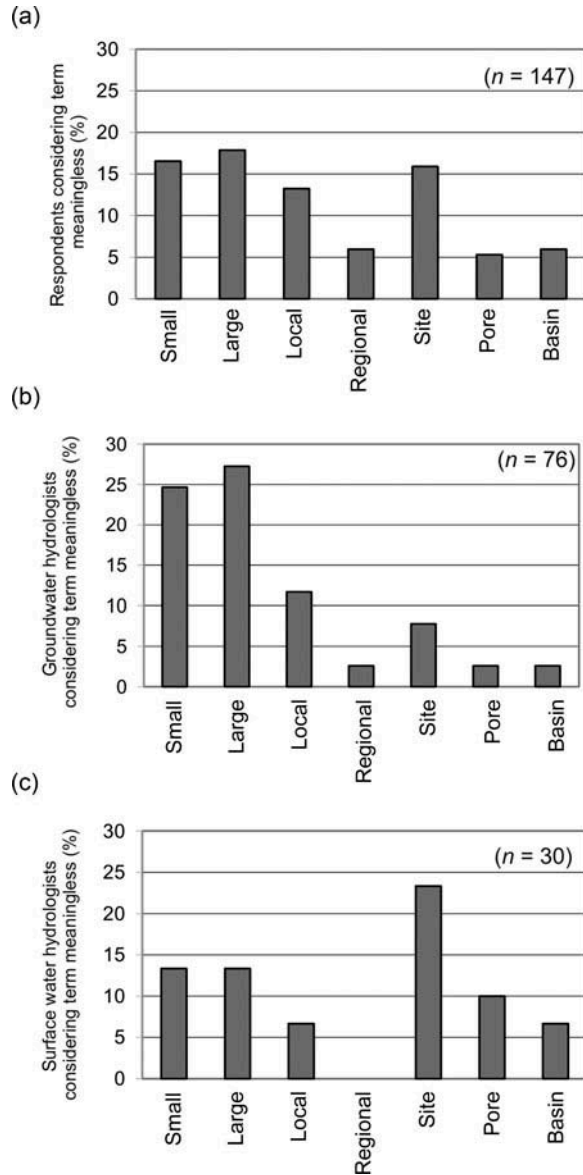 (a)
(n = 147)
Respondents considering term
meaningless (%)
30
25
20
15
10
5
0
Small
Large
Local
Regional
Site
Pore
Basin
(b)
(n = 76)
Groundwater hydrologists
considering term meaningless (%)
30
25
20
15
10
5
0
Small
Large
Local
Regional
Site
Pore
Basin
(c)
(n = 30)
Surface water hydrologists
considering term meaningless (%)
30
25
20
15
10
5
0
Small
Large
Local
Regional
Site
Pore
Basin